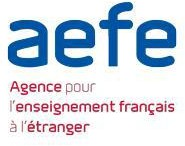 aefe
Agence pour
l'enseignement français
à l'étranger